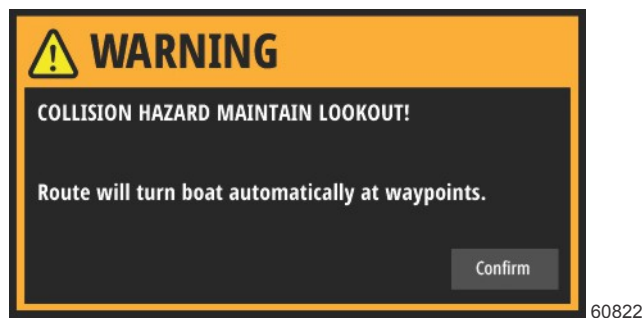 WARNING
COLLISION HAZARD MAINTAIN LOOKOUT!
Route will turn boat automatically at waypoints.
Confirm
60822